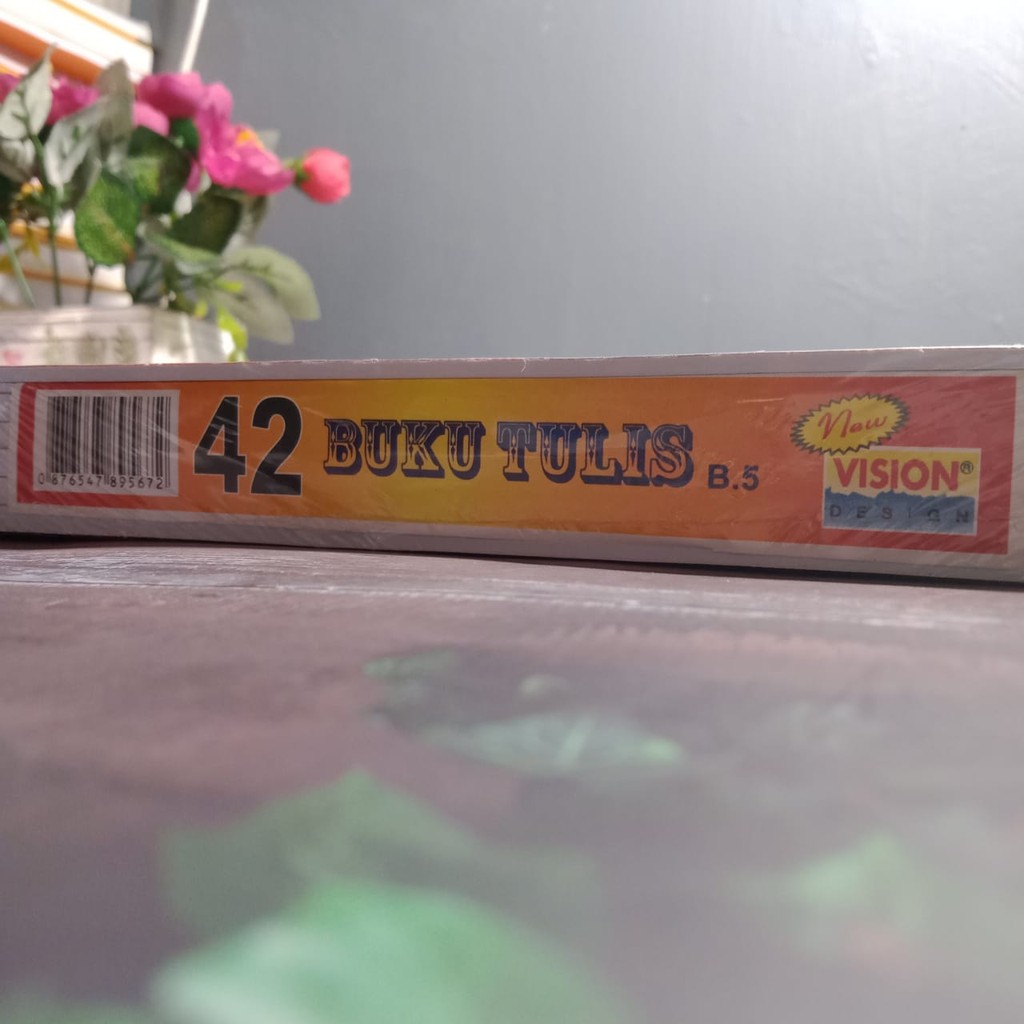 0 876547 895672
42 BUKU TULIS B.5
New
VISION®
DESIGN